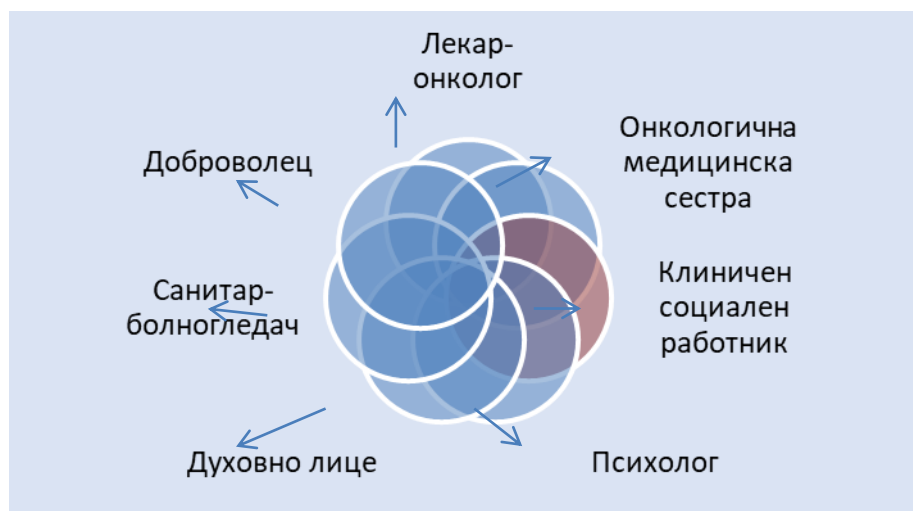 Лекар-
онколог
Онкологична
медицинска
сестра
Клиничен
социален
работник
Психолог
Духовно лице
Санитар-
болногледач
Доброволец